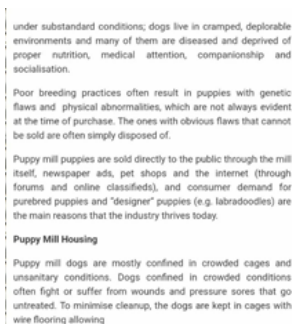 under substandard conditions; dogs live in cramped, deplorable
environments and many of them are diseased and deprived of
proper nutrition, medical attention, companionship and
socialisation.
Poor breeding practices often result in puppies with genetic
flaws and physical abnormalities, which are not always evident
at the time of purchase. The ones with obvious flaws that cannot
be sold are often simply disposed of.
Puppy mill puppies are sold directly to the public through the mill
itself, newspaper ads, pet shops and the internet (through
forums and online classifieds), and consumer demand for
purebred puppies and "designer" puppies (e.g. labradoodles) are
the main reasons that the industry thrives today.
Puppy Mill Housing
Puppy mill dogs are mostly confined in crowded cages and
unsanitary conditions. Dogs confined in crowded conditions
often fight or suffer from wounds and pressure sores that go
untreated. To minimise cleanup, the dogs are kept in cages with
wire flooring allowing